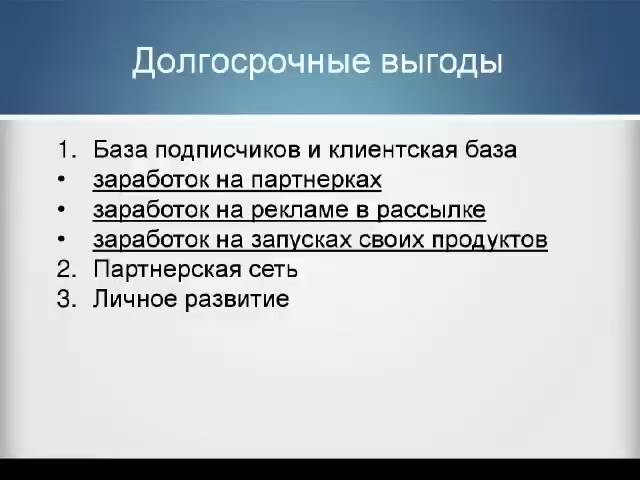 Долгосрочные выгоды
1. База подписчиков и клиентская база
• заработок на партнерках
• заработок на рекламе в рассылке
• заработок на запусках своих продуктов
2. Партнерская сеть
3. Личное развитие